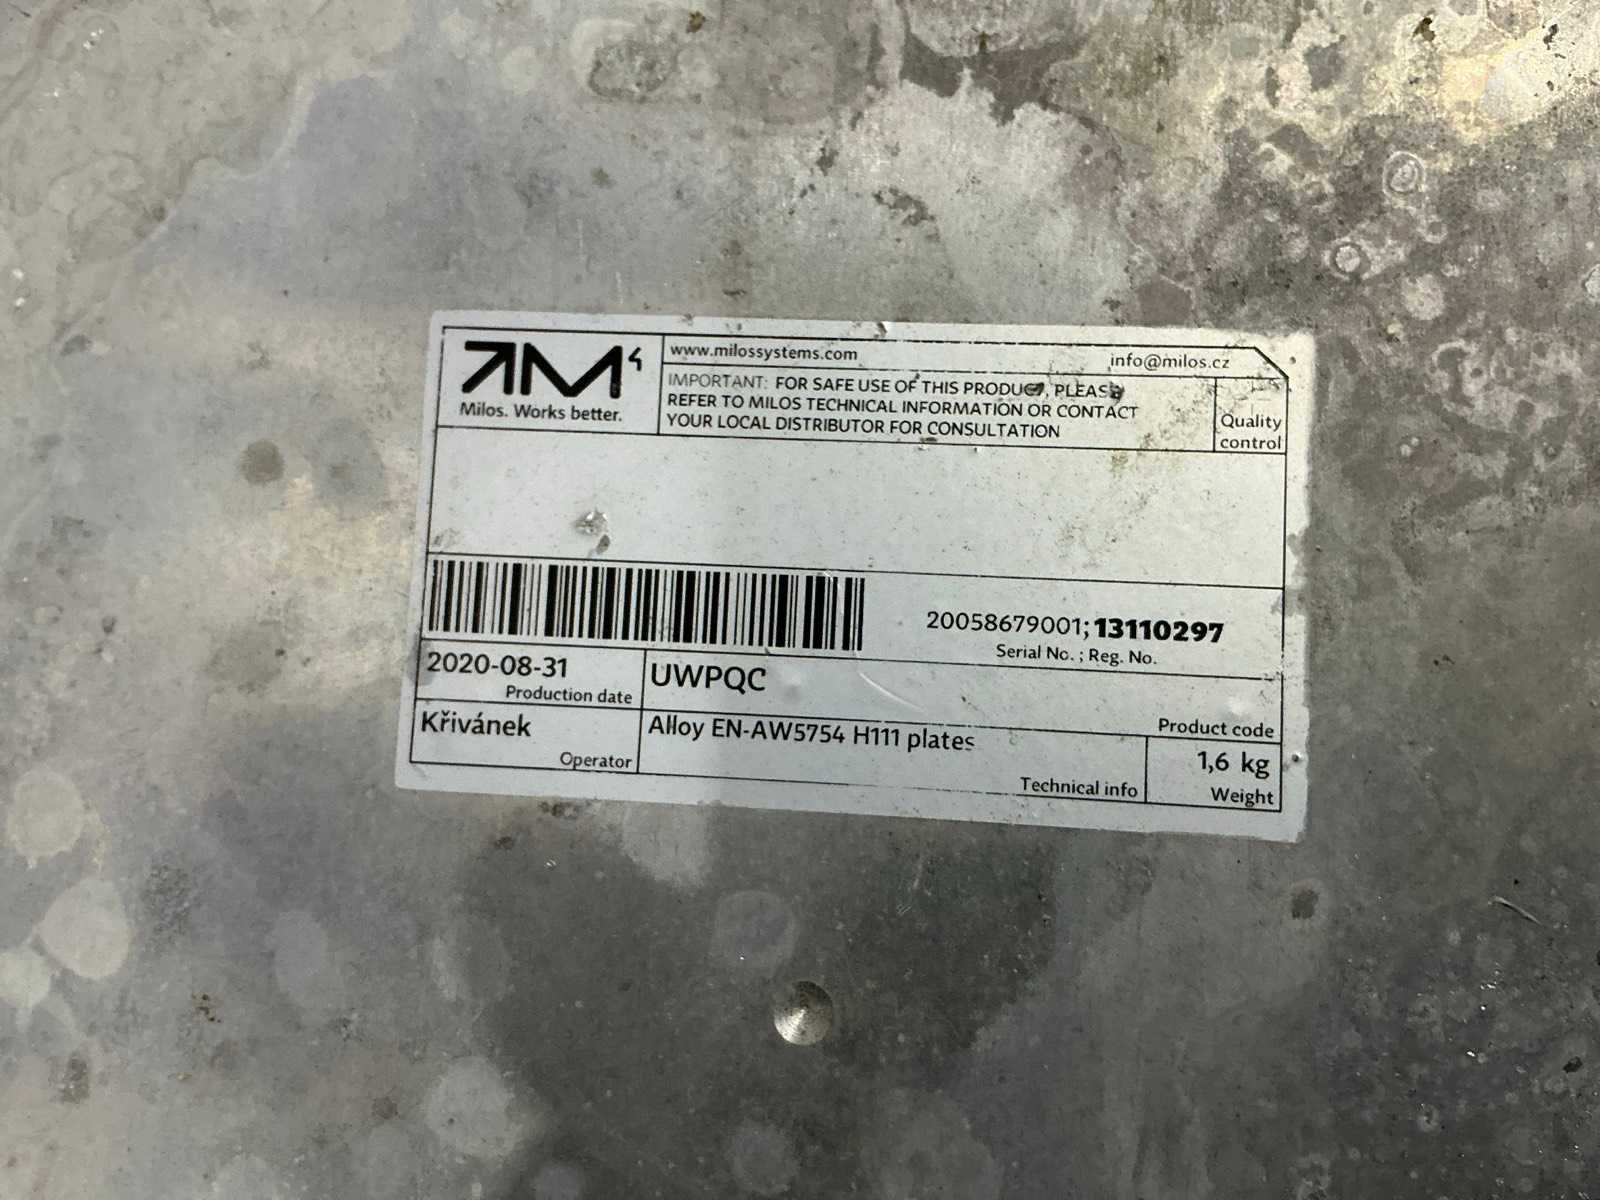 M4
Milos. Works better.
www.milossystems.com
info@milos.cz
IMPORTANT: FOR SAFE USE OF THIS PRODUCT, PLEASE
REFER TO MILOS TECHNICAL INFORMATION OR CONTACT
YOUR LOCAL DISTRIBUTOR FOR CONSULTATION
Quality
control
20058679001;13110297
Serial No. ; Reg. No.
2020-08-31
Production date
UWPQC
Product code
Křivánek
Operator
Alloy EN-AW5754 H111 plates
Technical info
1,6 kg
Weight